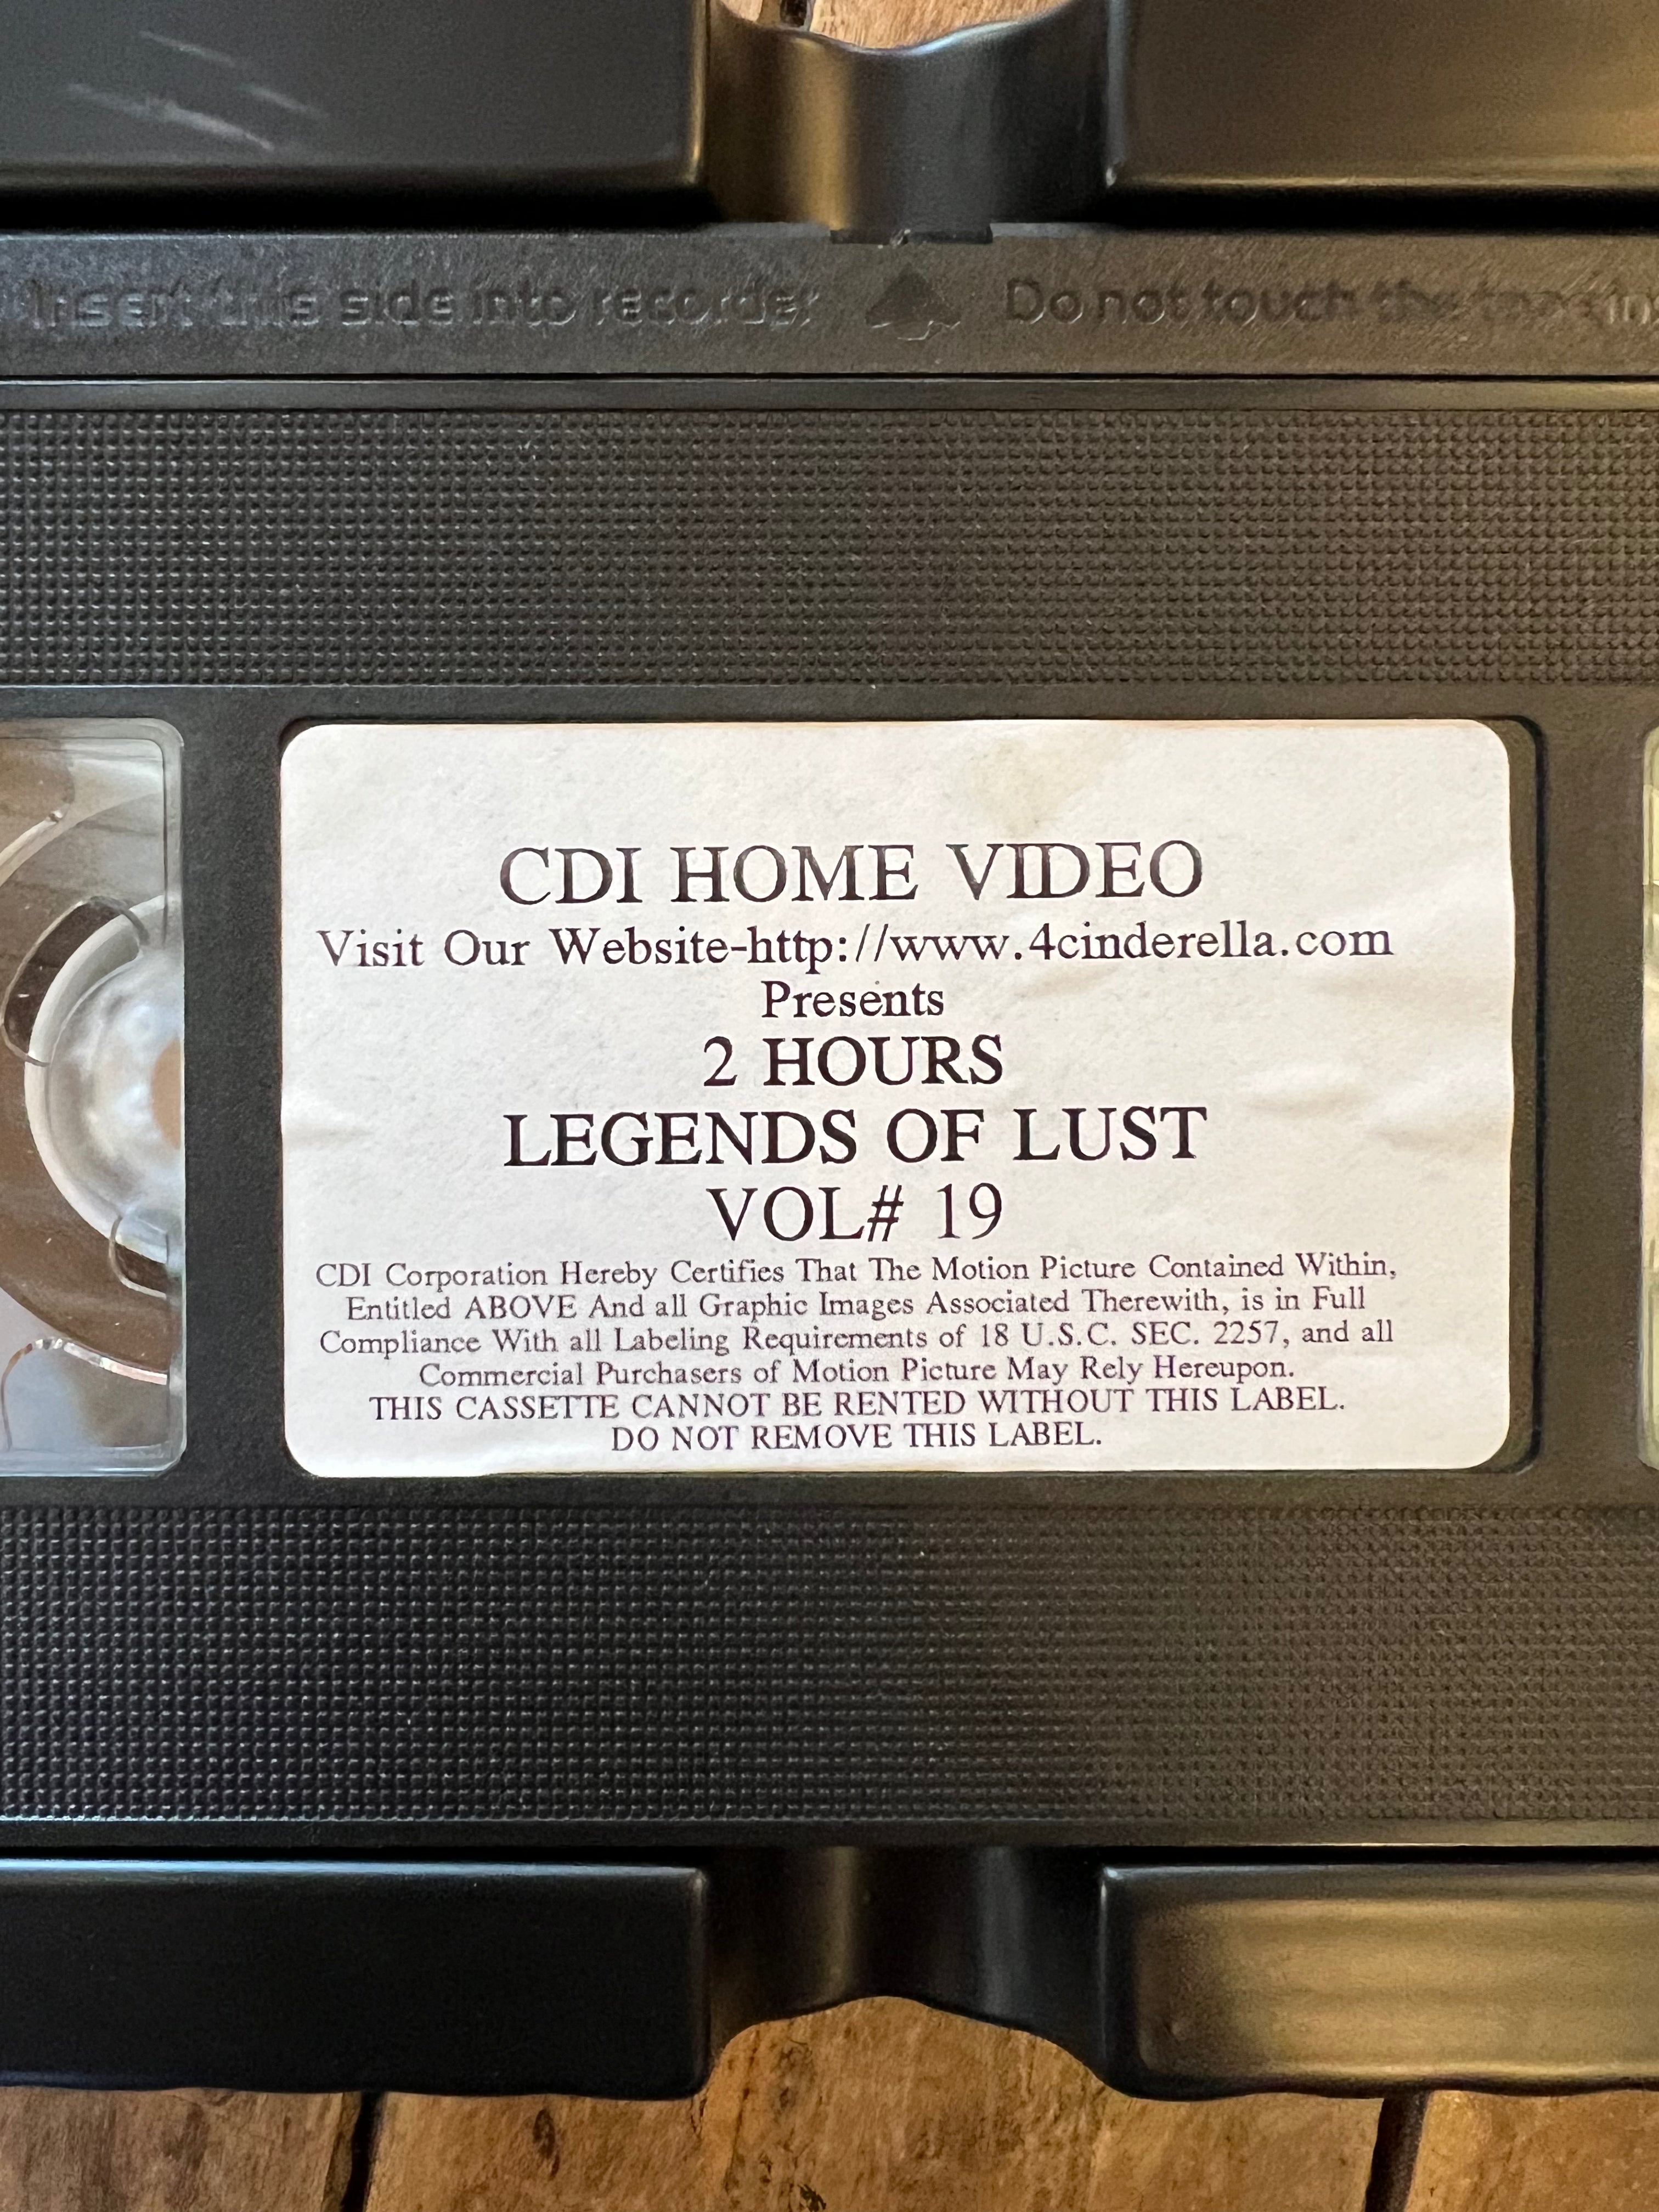 Insert this side into recorder Do not touch the tape in
CDI HOME VIDEO
Visit Our Website-http://www.4cinderella.com
Presents
2 HOURS
LEGENDS OF LUST
VOL# 19
CDI Corporation Hereby Certifies That The Motion Picture Contained Within,
Entitled ABOVE And all Graphic Images Associated Therewith, is in Full
Compliance With all Labeling Requirements of 18 U.S.C. SEC. 2257, and all
Commercial Purchasers of Motion Picture May Rely Hereupon.
THIS CASSETTE CANNOT BE RENTED WITHOUT THIS LABEL.
DO NOT REMOVE THIS LABEL.